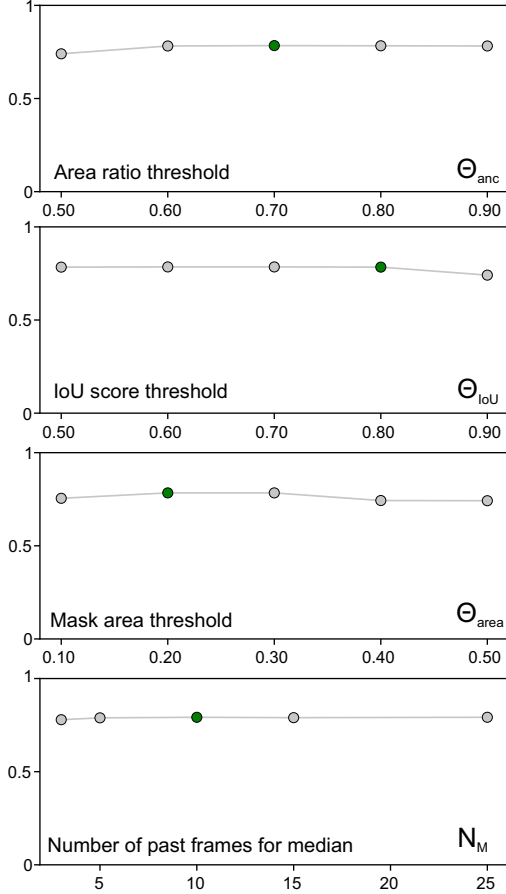 1
0.5
0
Area ratio threshold Θanc
0.50 0.60 0.70 0.80 0.90
1
0.5
0
IoU score threshold ΘIoU
0.50 0.60 0.70 0.80 0.90
1
0.5
0
Mask area threshold Θarea
0.10 0.20 0.30 0.40 0.50
1
0.5
0
Number of past frames for median NM
5 10 15 20 25